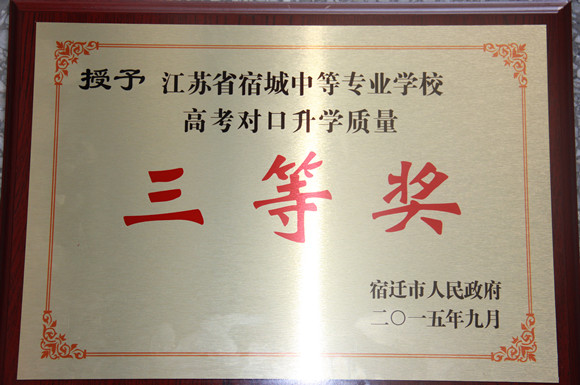 授予 江苏省宿城中等专业学校
高考对口升学质量
三等奖
宿迁市人民政府
二〇一五年九月